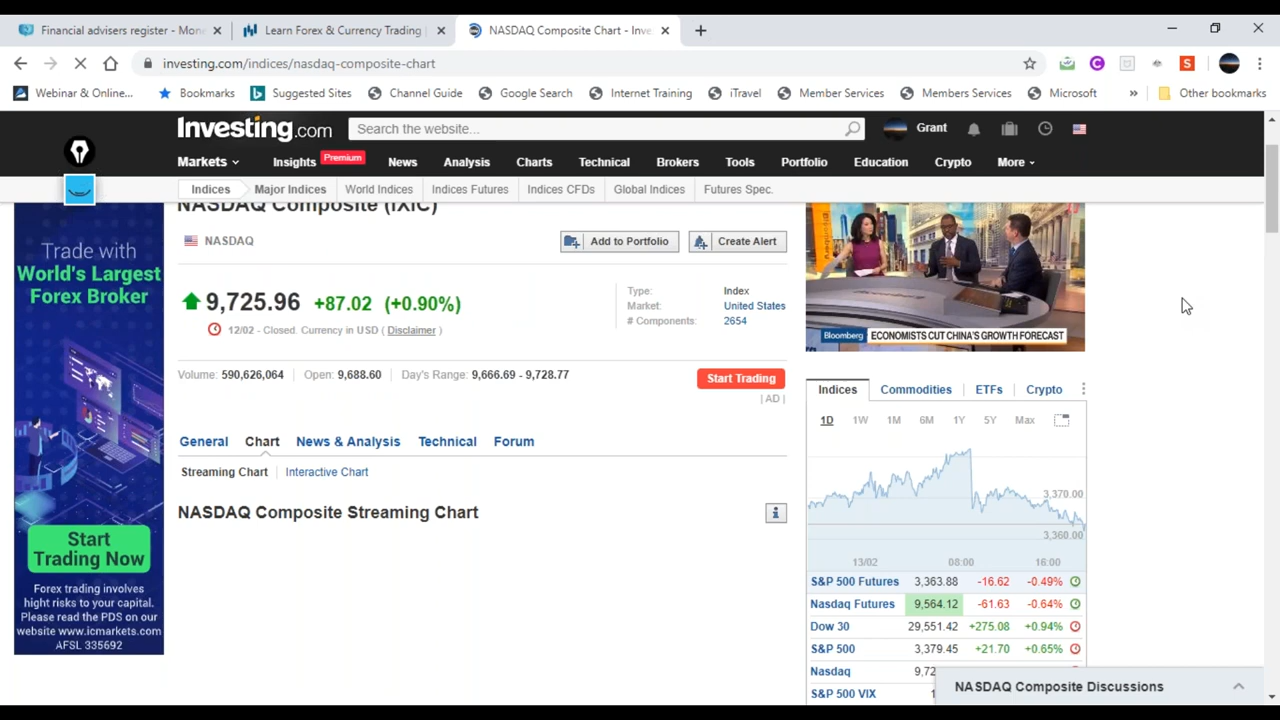 Financial advisers register - Mone
Learn Forex & Currency Trading
NASDAQ Composite Chart - Inve
investing.com/indices/nasdaq-composite-chart
Webinar & Online...
Bookmarks
Suggested Sites
Channel Guide
Google Search
Internet Training
iTravel
Member Services
Members Services
Microsoft
»
Other bookmarks
Investing.com
Search the website...
Grant
Markets
Insights
Premium
News
Analysis
Charts
Technical
Brokers
Tools
Portfolio
Education
Crypto
More
Indices
Major Indices
World Indices
Indices Futures
Indices CFDs
Global Indices
Futures Spec.
NASDAQ Composite (IXIC)
NASDAQ
Add to Portfolio
Create Alert
9,725.96 +87.02 (+0.90%)
12/02 - Closed. Currency in USD ( Disclaimer )
Type: Index
Market: United States
# Components: 2654
Volume: 590,626,064
Open: 9,688.60
Day's Range: 9,666.69 - 9,728.77
Start Trading
| AD |
General
Chart
News & Analysis
Technical
Forum
Streaming Chart
Interactive Chart
NASDAQ Composite Streaming Chart
i
Trade with
World's Largest
Forex Broker
Start
Trading Now
Forex trading involves
hight risks to your capital.
Please read the PDS on our
website www.icmarkets.com
AFSL 335692
Bloomberg
ECONOMISTS CUT CHINA'S GROWTH FORECAST
Indices
Commodities
ETFs
Crypto
1D
1W
1M
6M
1Y
5Y
Max
3,370.00
3,360.00
13/02
08:00
16:00
S&P 500 Futures 3,363.88 -16.62 -0.49%
Nasdaq Futures 9,564.12 -61.63 -0.64%
Dow 30 29,551.42 +275.08 +0.94%
S&P 500 3,379.45 +21.70 +0.65%
Nasdaq 9,72
S&P 500 VIX 1
NASDAQ Composite Discussions